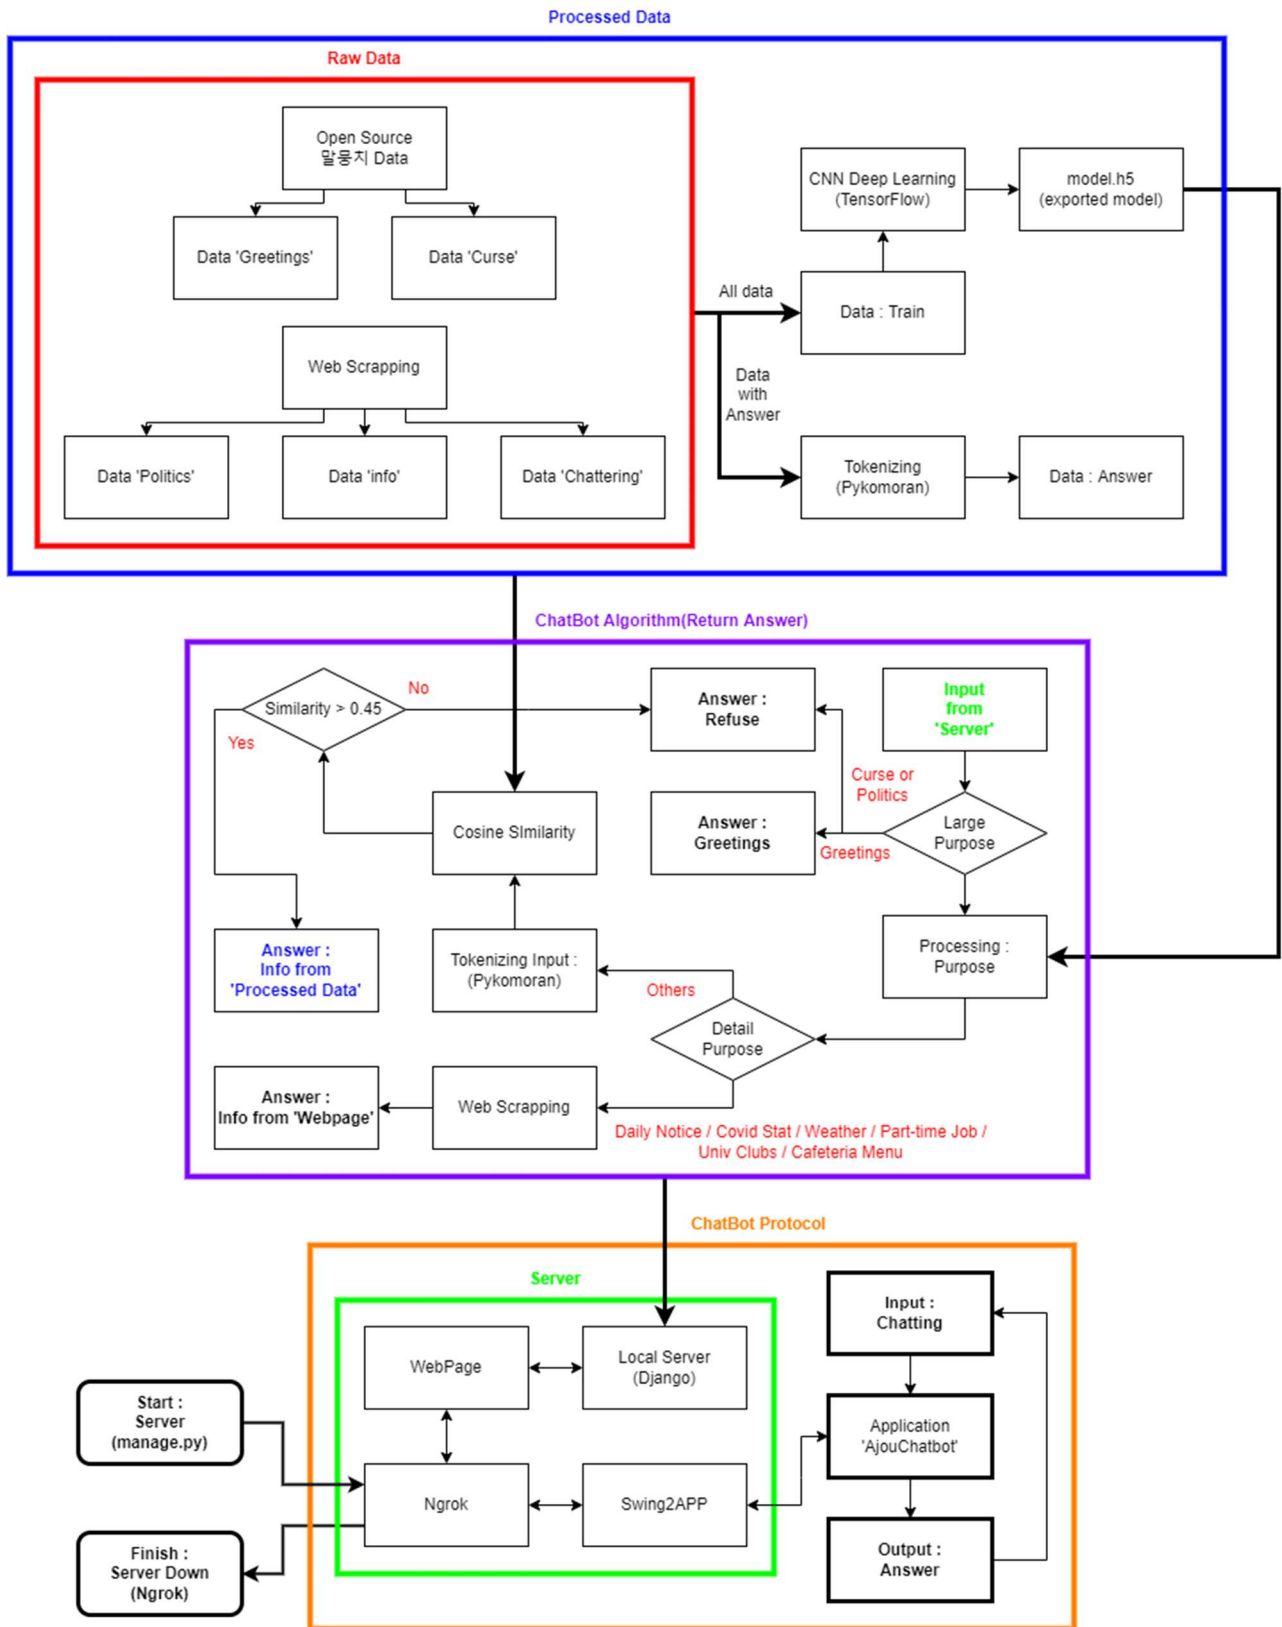 Processed Data
Raw Data
Open Source
말뭉치 Data
Data 'Greetings'
Data 'Curse'
Web Scrapping
Data 'Politics'
Data 'info'
Data 'Chattering'
All data
Data
with
Answer
CNN Deep Learning
(TensorFlow)
model.h5
(exported model)
Data : Train
Tokenizing
(Pykomoran)
Data : Answer
ChatBot Algorithm(Return Answer)
Similarity > 0.45
No
Yes
Answer :
Refuse
Input
from
'Server'
Curse or
Politics
Cosine SImilarity
Answer :
Greetings
Greetings
Large
Purpose
Answer :
Info from
'Processed Data'
Tokenizing Input :
(Pykomoran)
Others
Processing :
Purpose
Detail
Purpose
Answer :
Info from 'Webpage'
Web Scrapping
Daily Notice / Covid Stat / Weather / Part-time Job /
Univ Clubs / Cafeteria Menu
ChatBot Protocol
Server
WebPage
Local Server
(Django)
Input :
Chatting
Start :
Server
(manage.py)
Application
'AjouChatbot'
Ngrok
Swing2APP
Finish :
Server Down
(Ngrok)
Output :
Answer